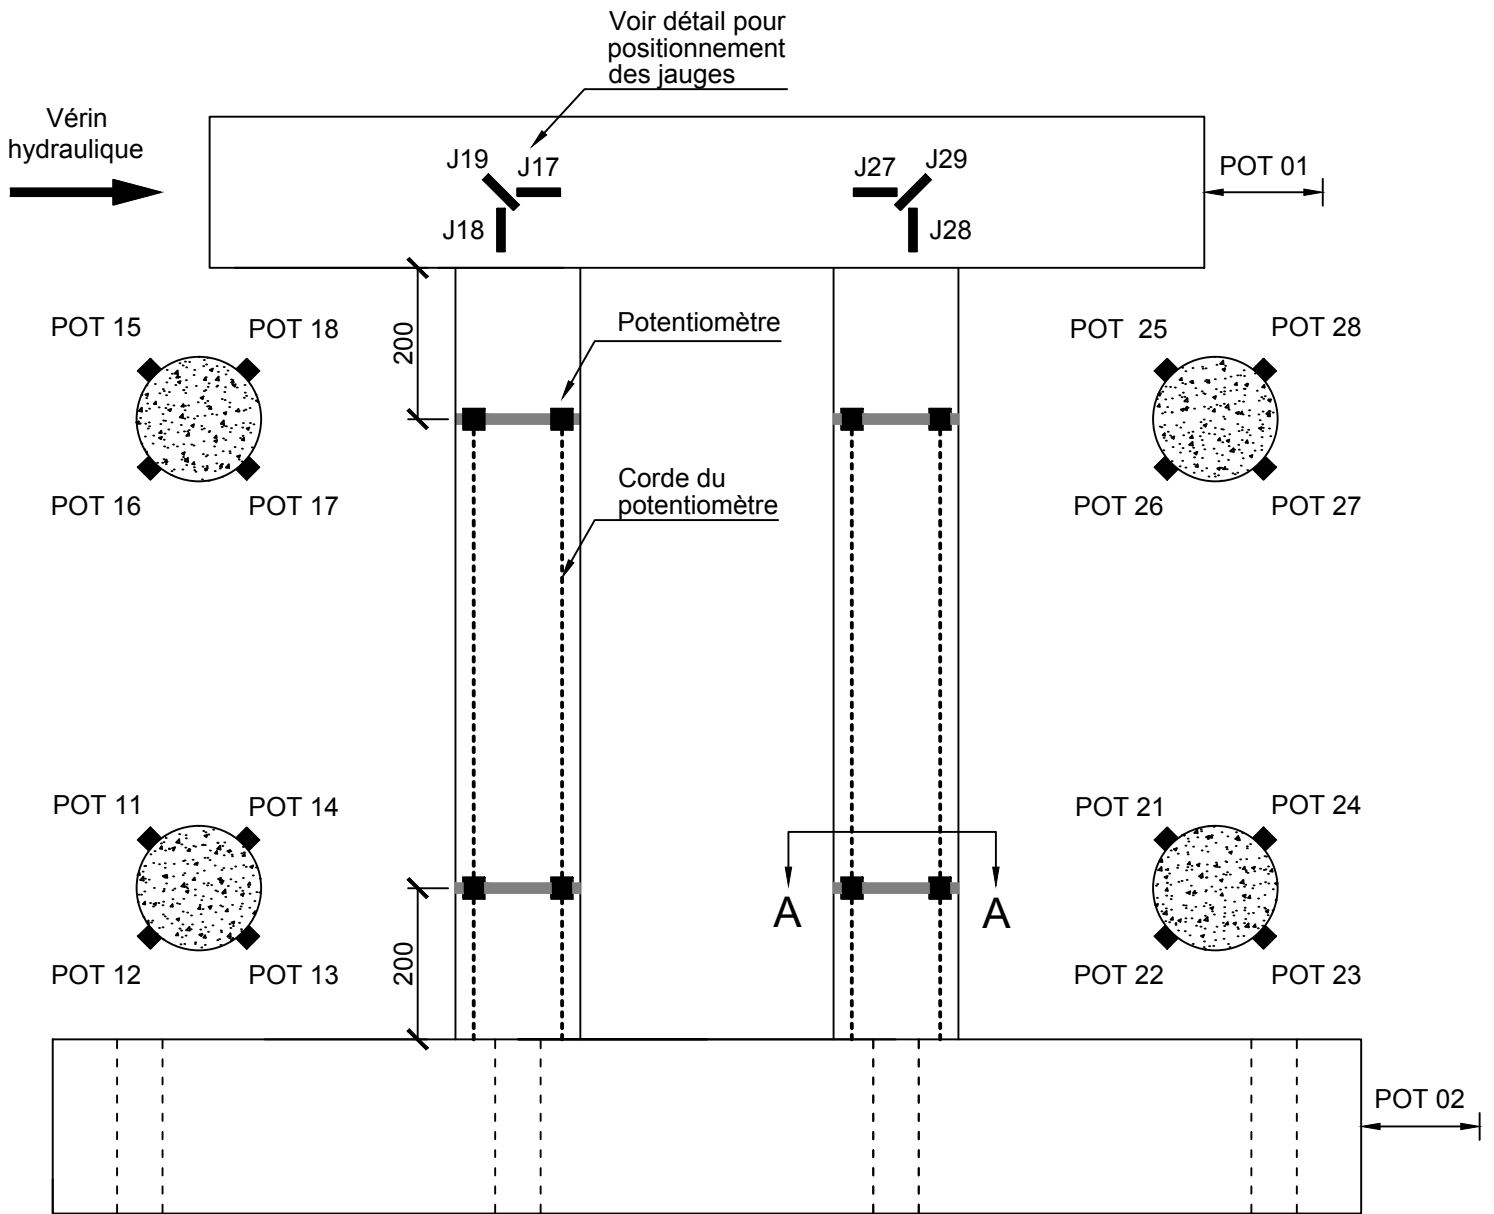 Voir détail pour
positionnement
des jauges
Vérin
hydraulique
J19
J17
J27
J29
POT 01
J18
J28
POT 15
POT 18
200
Potentiomètre
POT 25
POT 28
Corde du
potentiomètre
POT 16
POT 17
POT 26
POT 27
POT 11
POT 14
POT 21
POT 24
A
A
200
POT 12
POT 13
POT 22
POT 23
POT 02